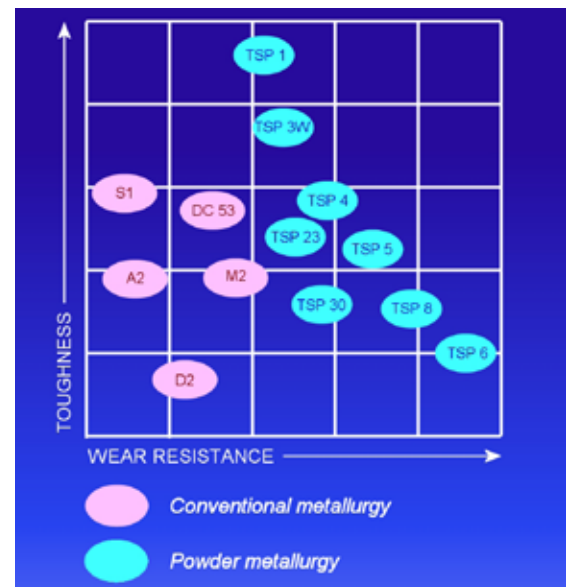 TSP 1
TSP 3W
S1
TSP 4
DC 53
TSP 23
TSP 5
A2
M2
TSP 30
TSP 8
TSP 6
D2
TOUGHNESS
WEAR RESISTANCE
Conventional metallurgy
Powder metallurgy